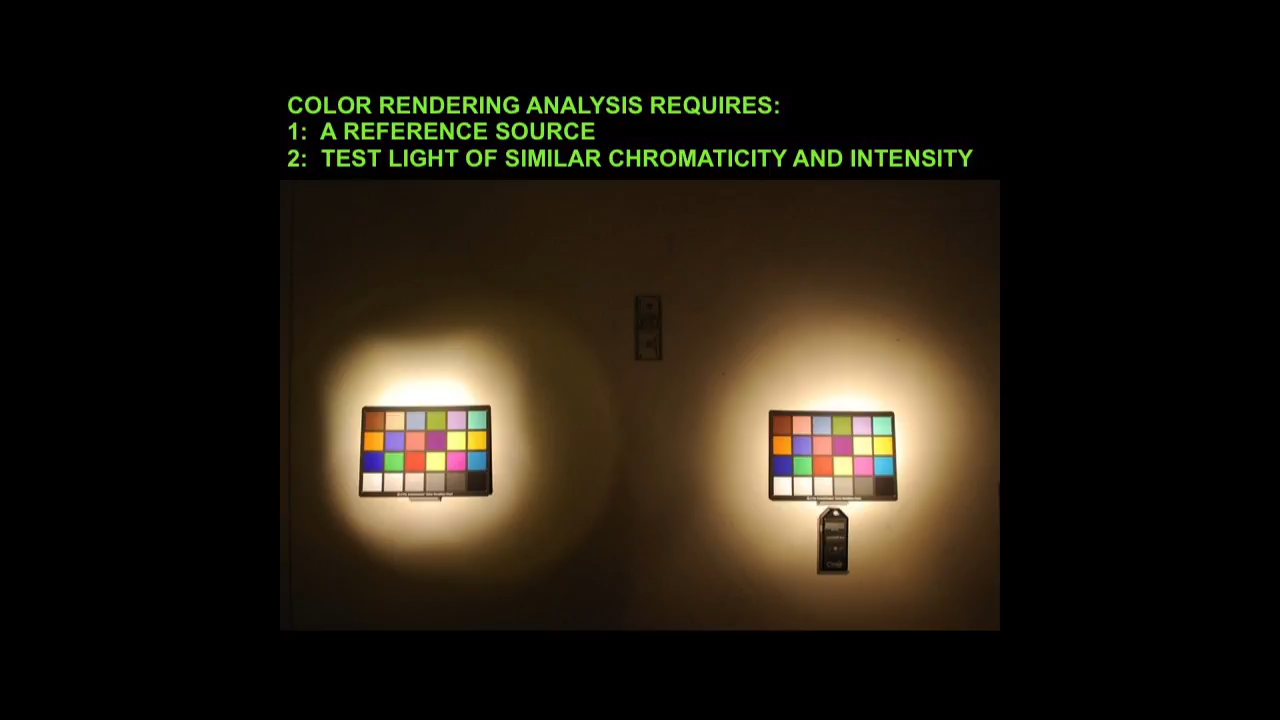 COLOR RENDERING ANALYSIS REQUIRES:
1: A REFERENCE SOURCE
2: TEST LIGHT OF SIMILAR CHROMATICITY AND INTENSITY